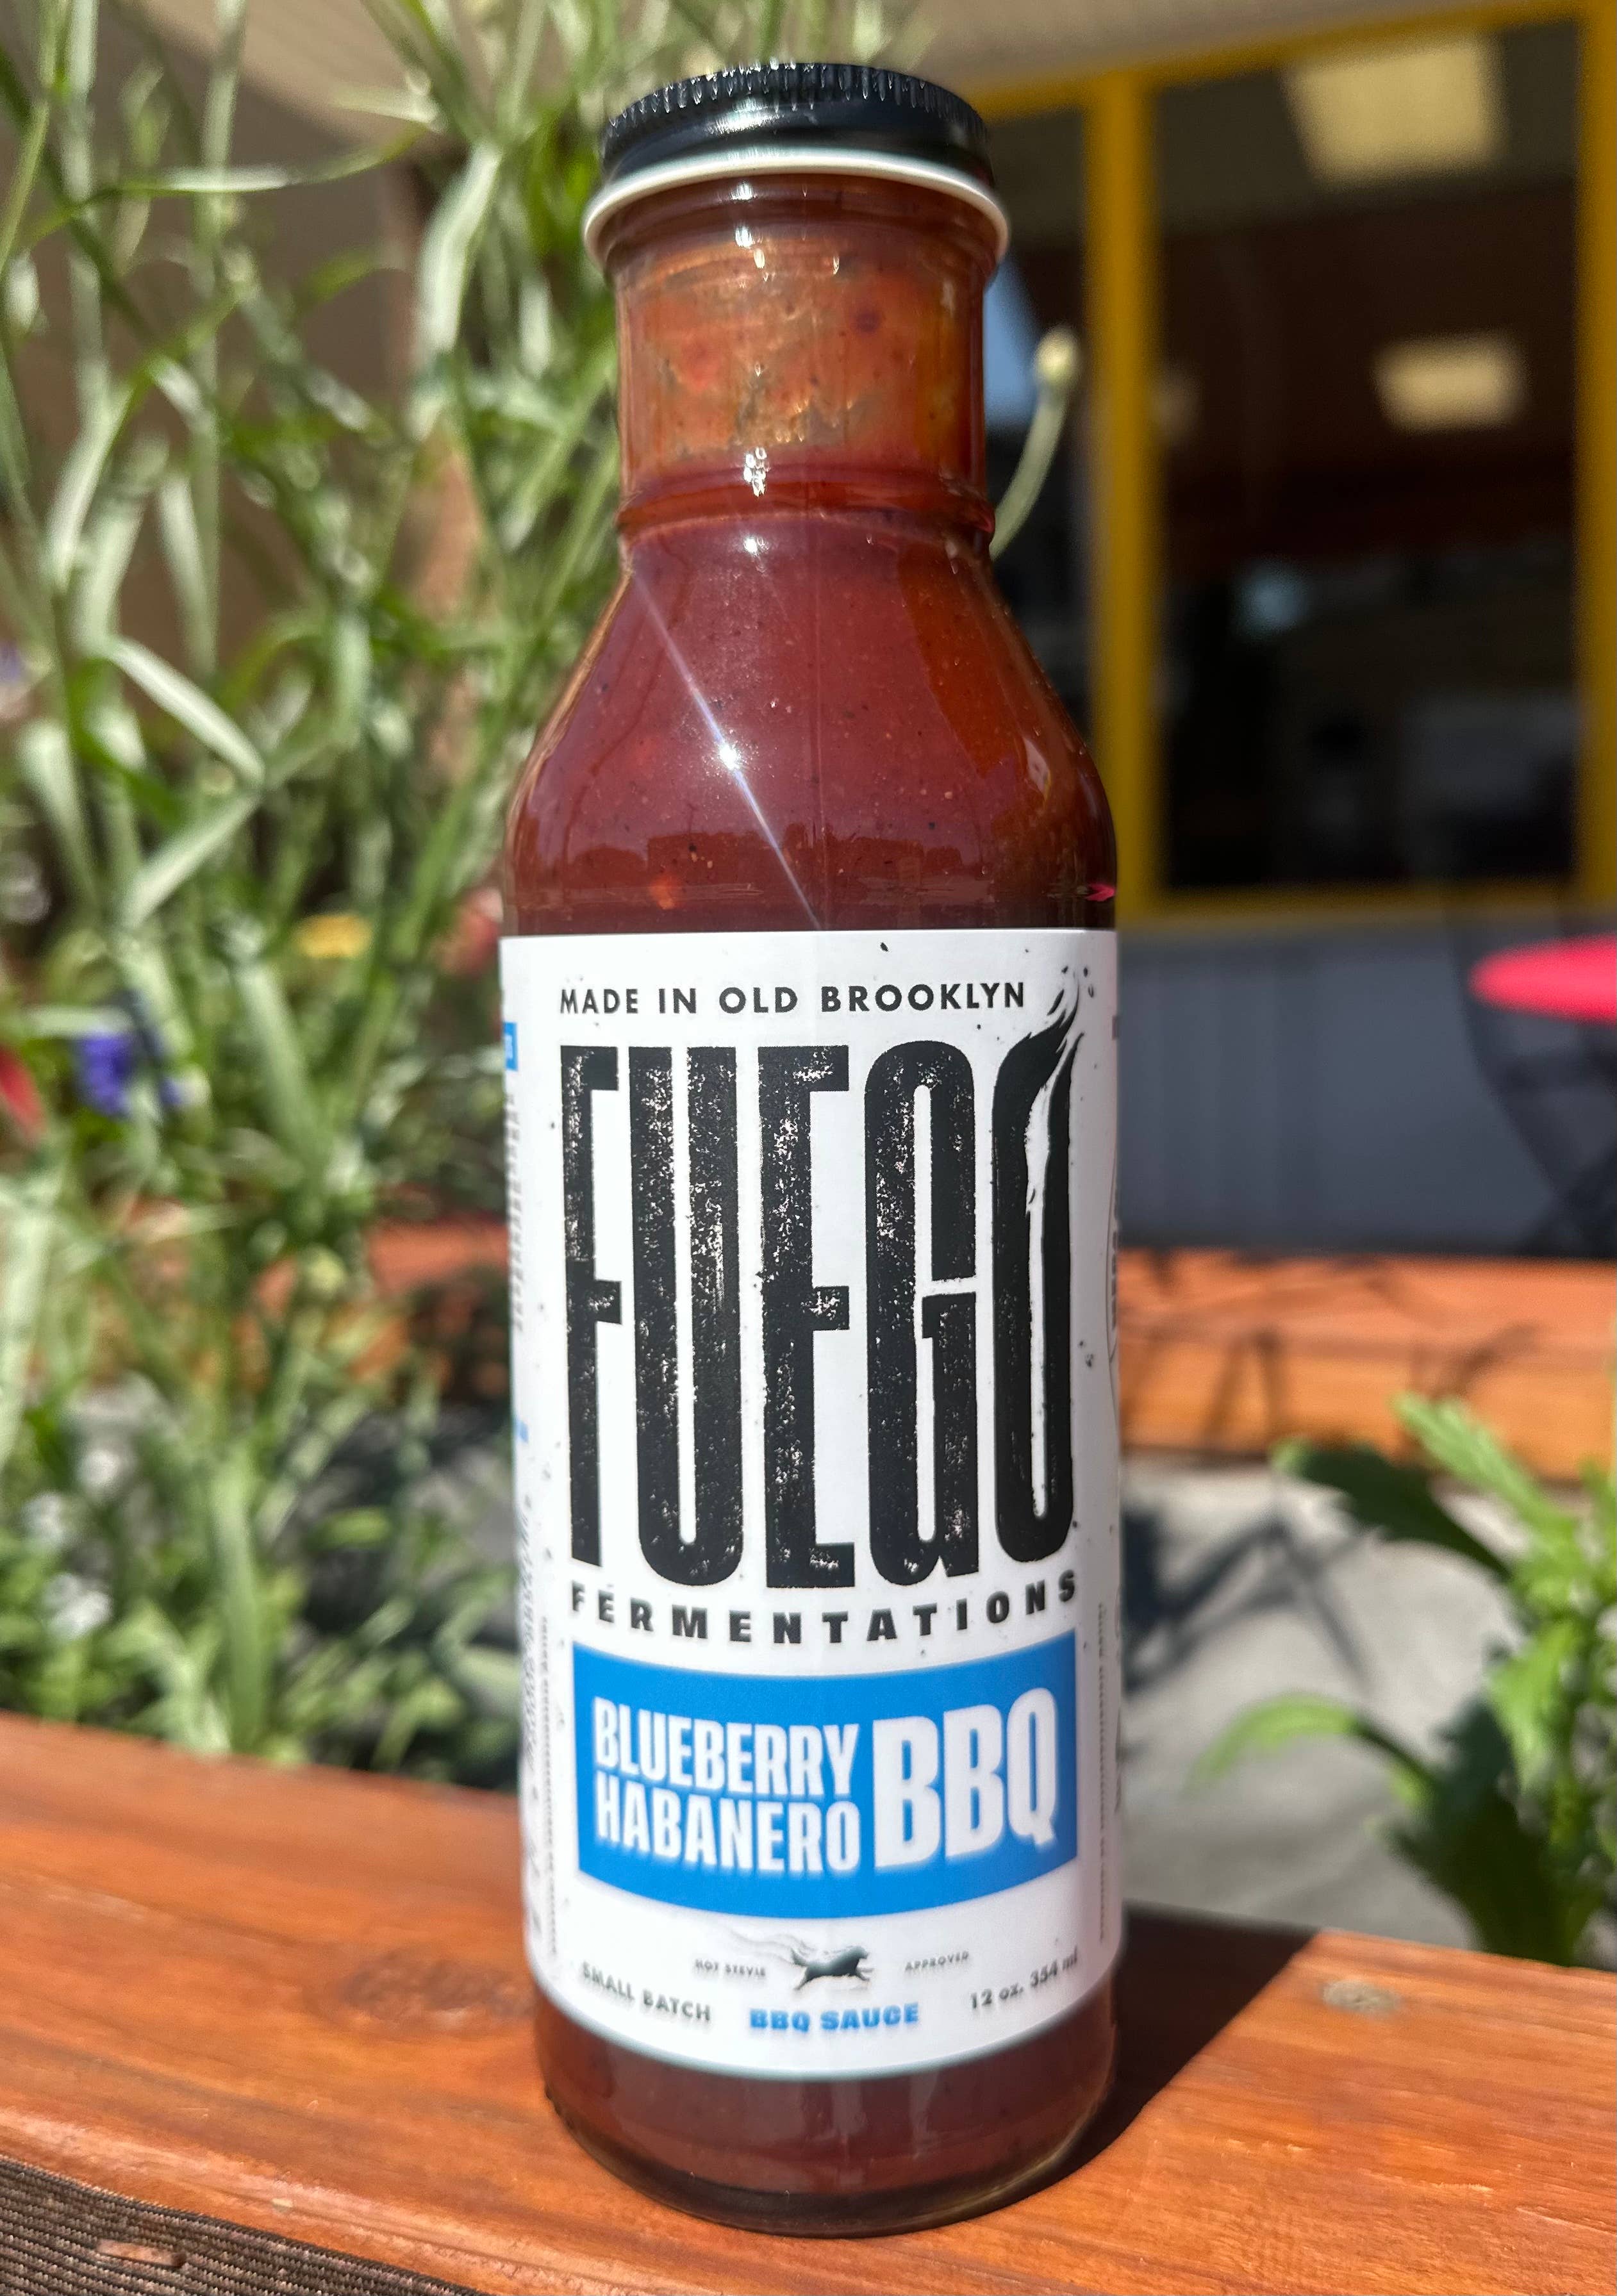 MADE IN OLD BROOKLYN
FUEGO
FERMENTATIONS
BLUEBERRY
HABANERO
BBQ
HOT STEVIE APPROVED
SMALL BATCH
BBQ SAUCE
12 oz. 354 ml